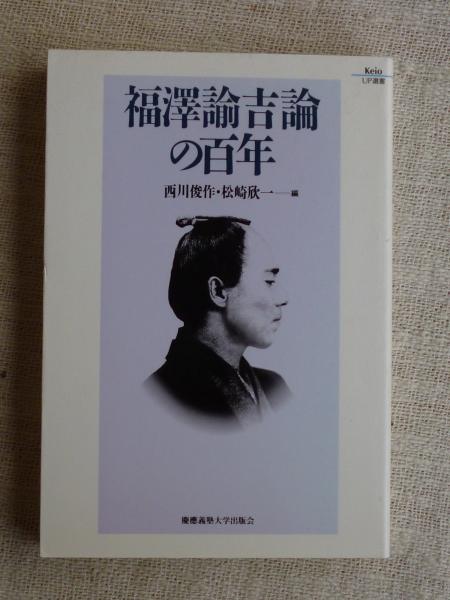 Keio
UP選書
福澤諭吉論
の百年
西川俊作・松崎欣一──編
慶應義塾大学出版会